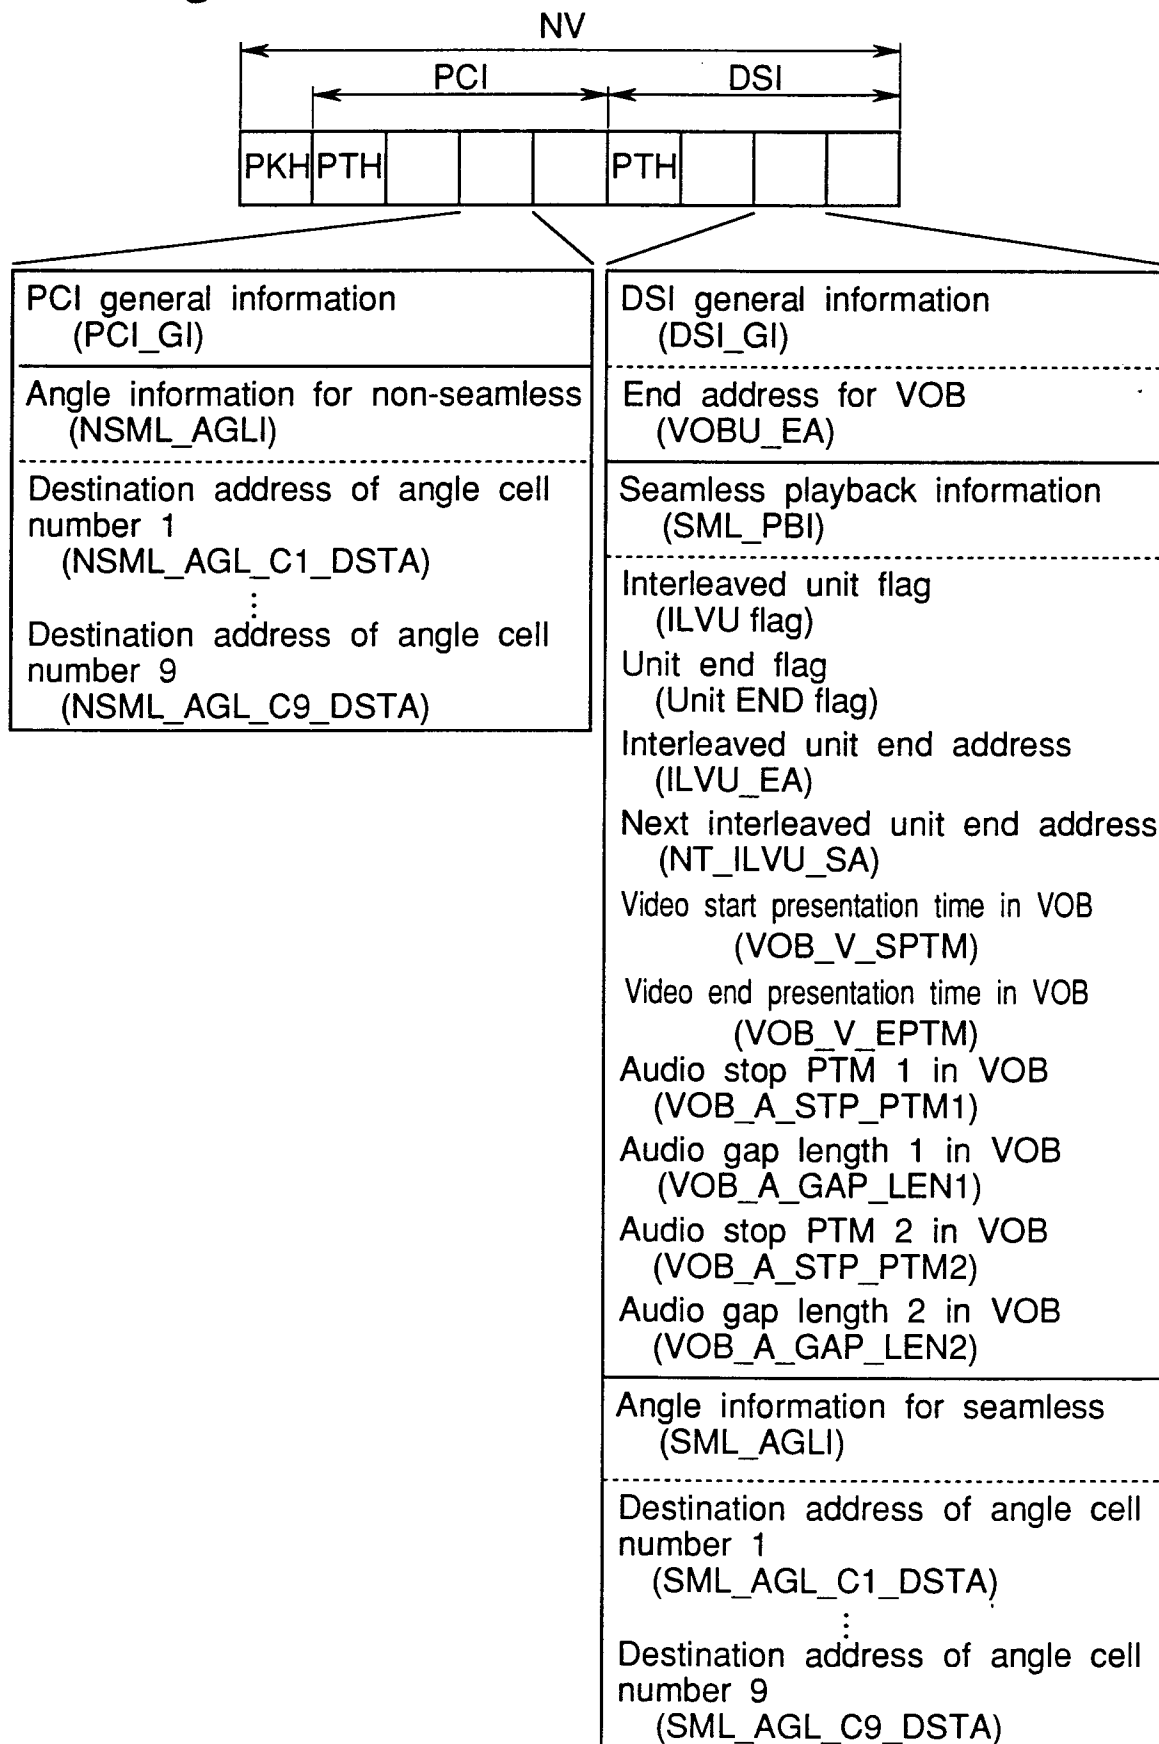 NV
PCI DSI
PKH PTH PTH
PCI general information
(PCI_GI)
Angle information for non-seamless
(NSML_AGLI)
Destination address of angle cell
number 1
(NSML_AGL_C1_DSTA)
⋮
Destination address of angle cell
number 9
(NSML_AGL_C9_DSTA)
DSI general information
(DSI_GI)
End address for VOB
(VOBU_EA)
Seamless playback information
(SML_PBI)
Interleaved unit flag
(ILVU flag)
Unit end flag
(Unit END flag)
Interleaved unit end address
(ILVU_EA)
Next interleaved unit end address
(NT_ILVU_SA)
Video start presentation time in VOB
(VOB_V_SPTM)
Video end presentation time in VOB
(VOB_V_EPTM)
Audio stop PTM 1 in VOB
(VOB_A_STP_PTM1)
Audio gap length 1 in VOB
(VOB_A_GAP_LEN1)
Audio stop PTM 2 in VOB
(VOB_A_STP_PTM2)
Audio gap length 2 in VOB
(VOB_A_GAP_LEN2)
Angle information for seamless
(SML_AGLI)
Destination address of angle cell
number 1
(SML_AGL_C1_DSTA)
⋮
Destination address of angle cell
number 9
(SML_AGL_C9_DSTA)